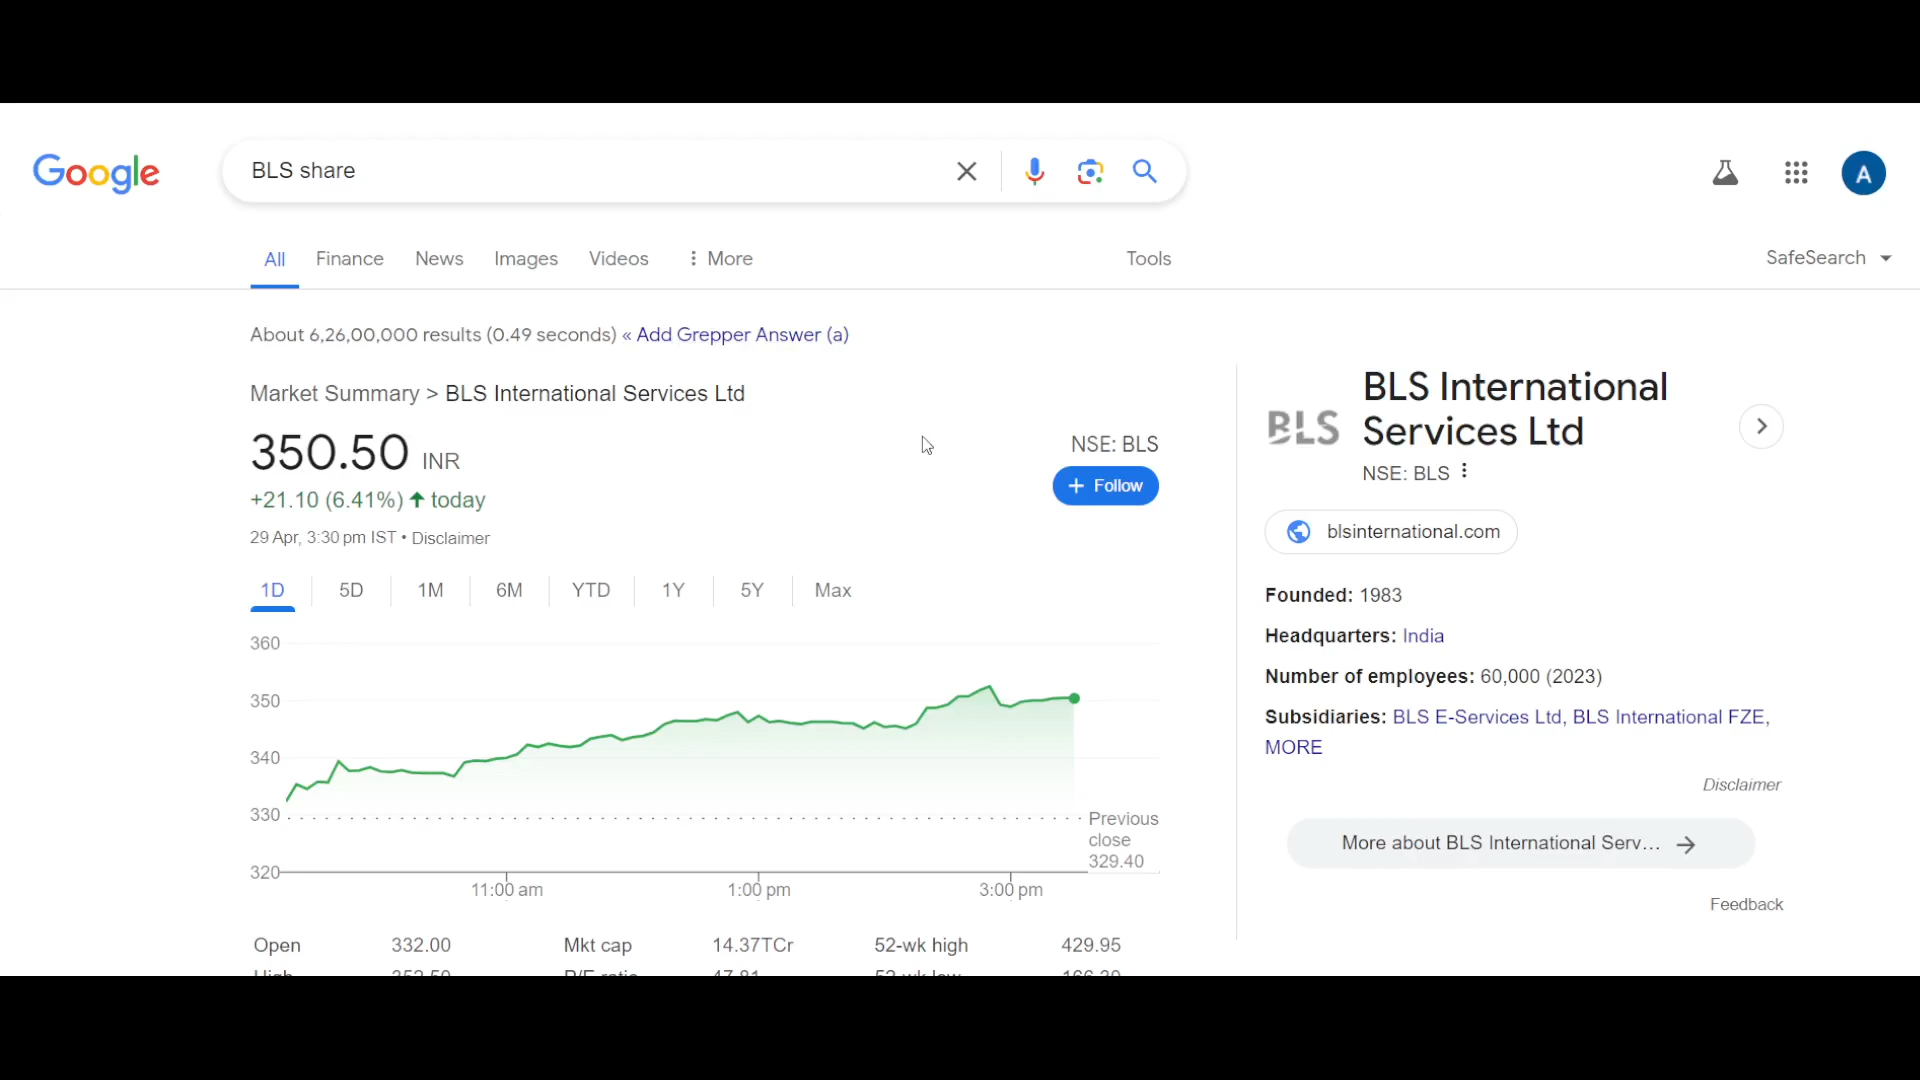 Google
BLS share
A
All Finance News Images Videos More Tools SafeSearch
About 6,26,00,000 results (0.49 seconds) « Add Grepper Answer (a)
Market Summary > BLS International Services Ltd
350.50 INR
+21.10 (6.41%) today
29 Apr, 3:30 pm IST • Disclaimer
NSE: BLS
+ Follow
1D 5D 1M 6M YTD 1Y 5Y Max
360
350
340
330
320
Previous
close
329.40
11:00 am 1:00 pm 3:00 pm
Open 332.00 Mkt cap 14.37TCr 52-wk high 429.95
BLS
BLS International
Services Ltd
NSE: BLS
blsinternational.com
Founded: 1983
Headquarters: India
Number of employees: 60,000 (2023)
Subsidiaries: BLS E-Services Ltd, BLS International FZE,
MORE
Disclaimer
More about BLS International Serv...
Feedback